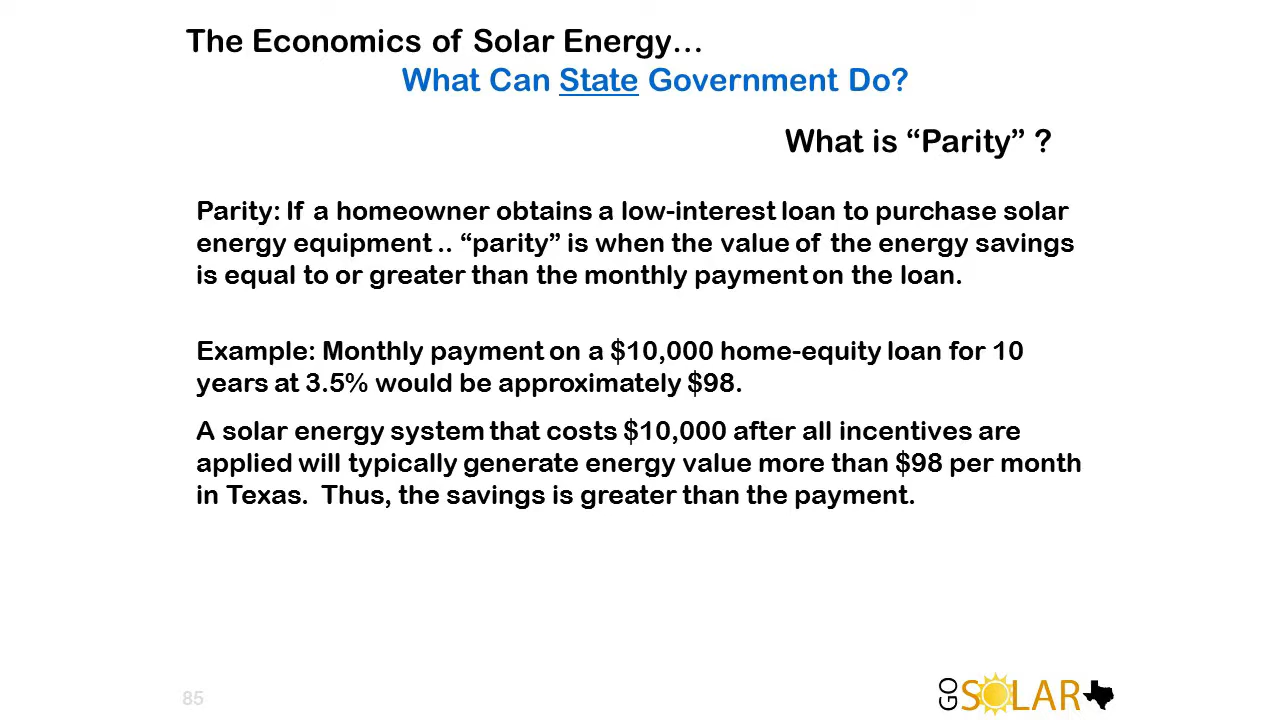 The Economics of Solar Energy…
What Can State Government Do?
What is “Parity” ?
Parity: If a homeowner obtains a low-interest loan to purchase solar
energy equipment .. “parity” is when the value of the energy savings
is equal to or greater than the monthly payment on the loan.
Example: Monthly payment on a $10,000 home-equity loan for 10
years at 3.5% would be approximately $98.
A solar energy system that costs $10,000 after all incentives are
applied will typically generate energy value more than $98 per month
in Texas.  Thus, the savings is greater than the payment.
85
GO SOLAR